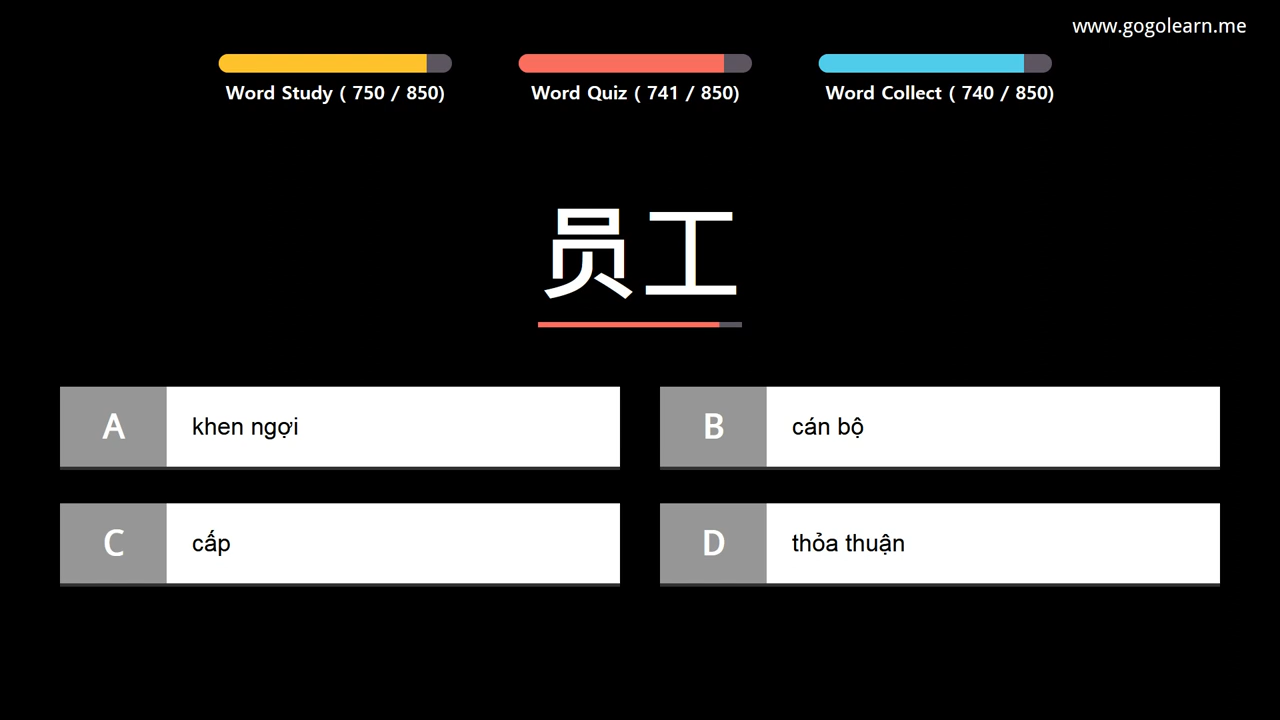 www.gogolearn.me
Word Study ( 750 / 850)
Word Quiz ( 741 / 850)
Word Collect ( 740 / 850)
员工
A khen ngợi
B cán bộ
C cấp
D thỏa thuận